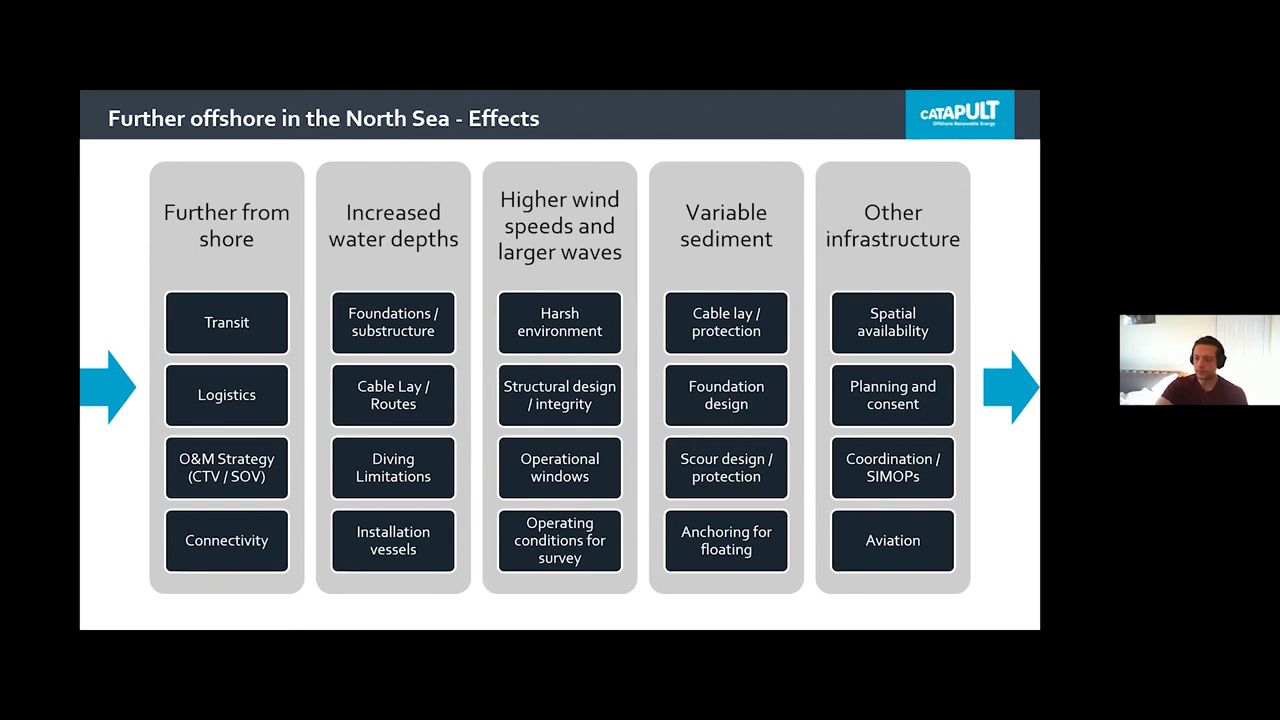 Further offshore in the North Sea - Effects
CATAPULT
Offshore Renewable Energy
Further from
shore
Transit
Logistics
O&M Strategy
(CTV / SOV)
Connectivity
Increased
water depths
Foundations /
substructure
Cable Lay /
Routes
Diving
Limitations
Installation
vessels
Higher wind
speeds and
larger waves
Harsh
environment
Structural design
/ integrity
Operational
windows
Operating
conditions for
survey
Variable
sediment
Cable lay /
protection
Foundation
design
Scour design /
protection
Anchoring for
floating
Other
infrastructure
Spatial
availability
Planning and
consent
Coordination /
SIMOPs
Aviation